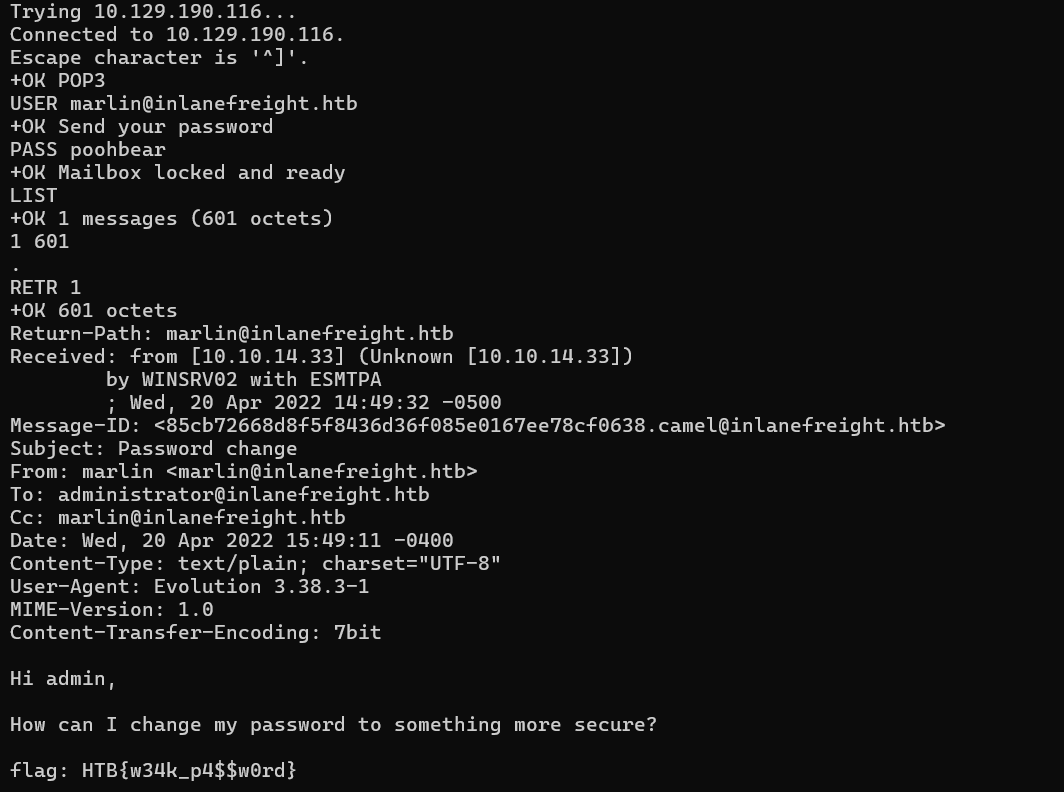 Trying 10.129.190.116...
Connected to 10.129.190.116.
Escape character is '^]'.
+OK POP3
USER marlin@inlanefreight.htb
+OK Send your password
PASS poohbear
+OK Mailbox locked and ready
LIST
+OK 1 messages (601 octets)
1 601
.
RETR 1
+OK 601 octets
Return-Path: marlin@inlanefreight.htb
Received: from [10.10.14.33] (Unknown [10.10.14.33])
        by WINSRV02 with ESMTPA
        ; Wed, 20 Apr 2022 14:49:32 -0500
Message-ID: <85cb72668d8f5f8436d36f085e0167ee78cf0638.camel@inlanefreight.htb>
Subject: Password change
From: marlin <marlin@inlanefreight.htb>
To: administrator@inlanefreight.htb
Cc: marlin@inlanefreight.htb
Date: Wed, 20 Apr 2022 15:49:11 -0400
Content-Type: text/plain; charset="UTF-8"
User-Agent: Evolution 3.38.3-1
MIME-Version: 1.0
Content-Transfer-Encoding: 7bit

Hi admin,

How can I change my password to something more secure?

flag: HTB{w34k_p4$$w0rd}